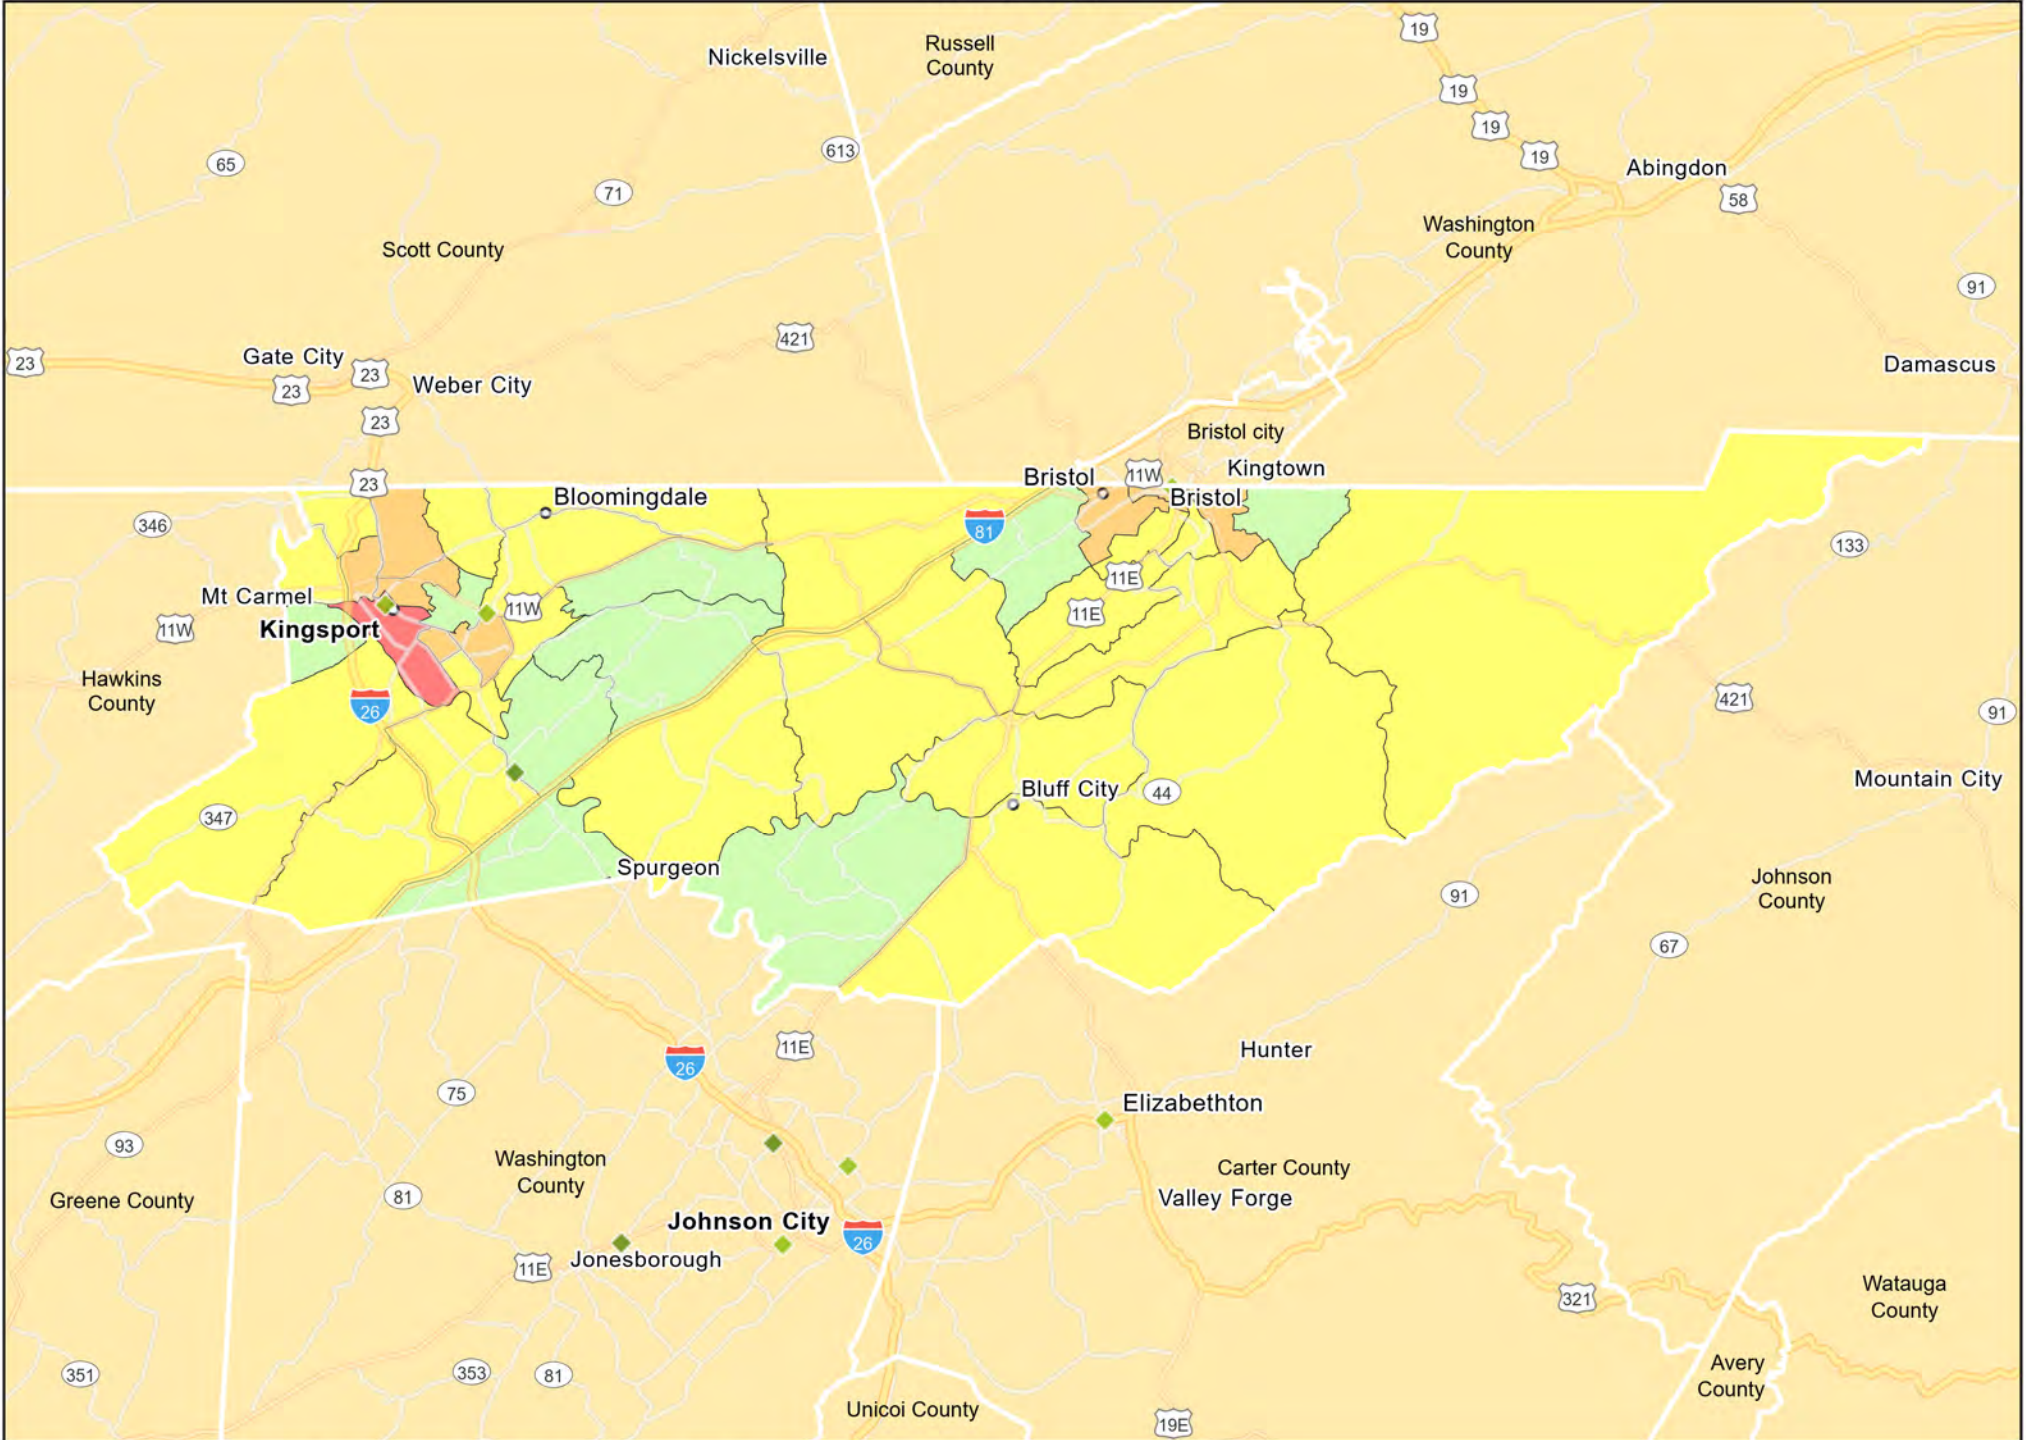 19
Nickelsville
Russell
County
19
19
613
19
65
Abingdon
71
58
Washington
County
Scott County
91
421
Gate City
23
23
23
Weber City
Damascus
23
Bristol city
Kingtown
Bristol
11W
23
Bloomingdale
Bristol
346
81
133
11E
Mt Carmel
11W
11E
11W
Kingsport
Hawkins
County
421
26
91
Mountain City
Bluff City
44
347
Spurgeon
Johnson
County
91
67
11E
Hunter
26
75
Elizabethton
93
Washington
County
Carter County
81
Valley Forge
Greene County
Johnson City
26
Jonesborough
11E
321
Watauga
County
351
353
81
Avery
County
Unicoi County
19E